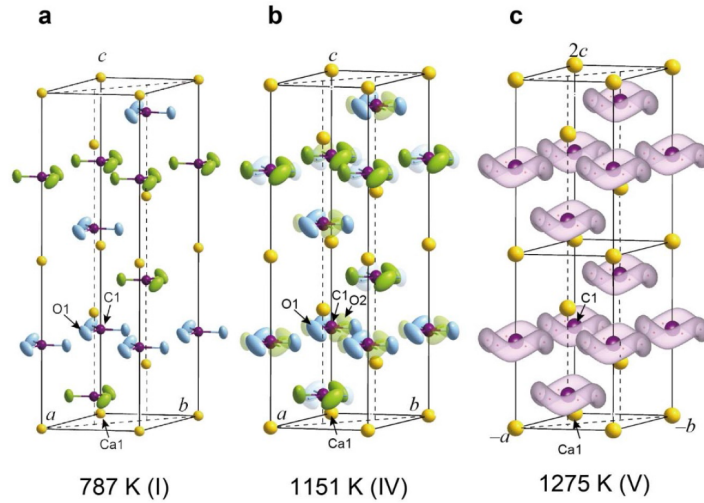 a
b
c
c
c
2c
O1
C1
a
b
Ca1
O1
C1
O2
a
b
Ca1
C1
–a
–b
Ca1
787 K (I)
1151 K (IV)
1275 K (V)